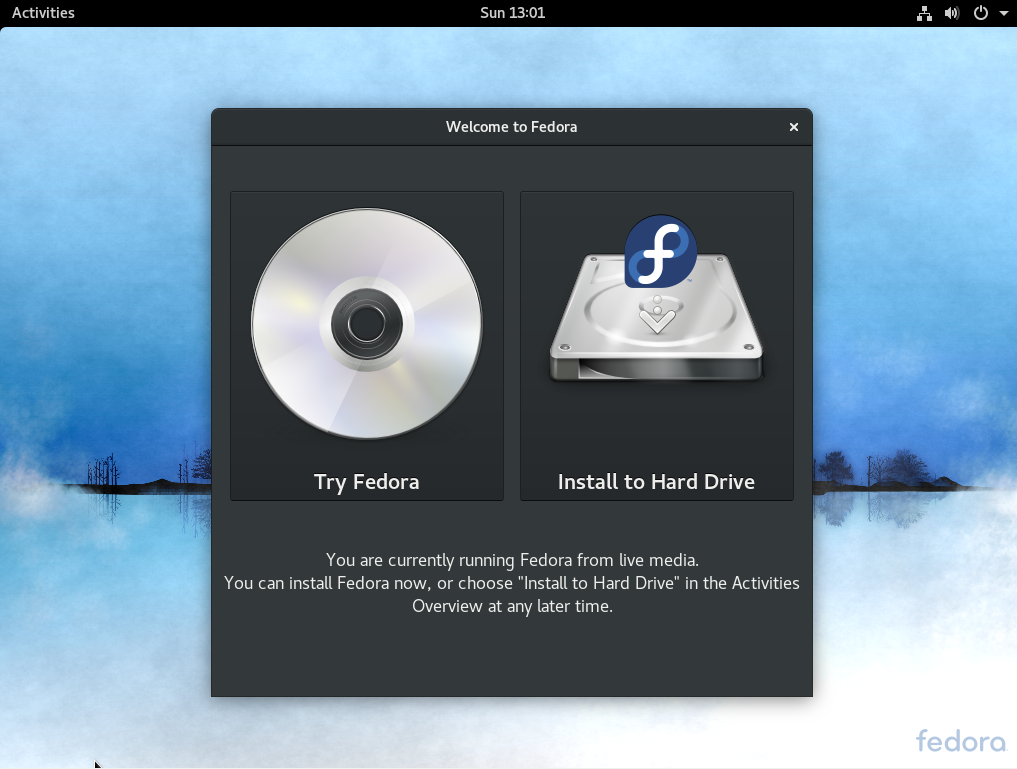 Activities
Sun 13:01
Welcome to Fedora
Try Fedora
Install to Hard Drive
You are currently running Fedora from live media.
You can install Fedora now, or choose "Install to Hard Drive" in the Activities
Overview at any later time.
fedora